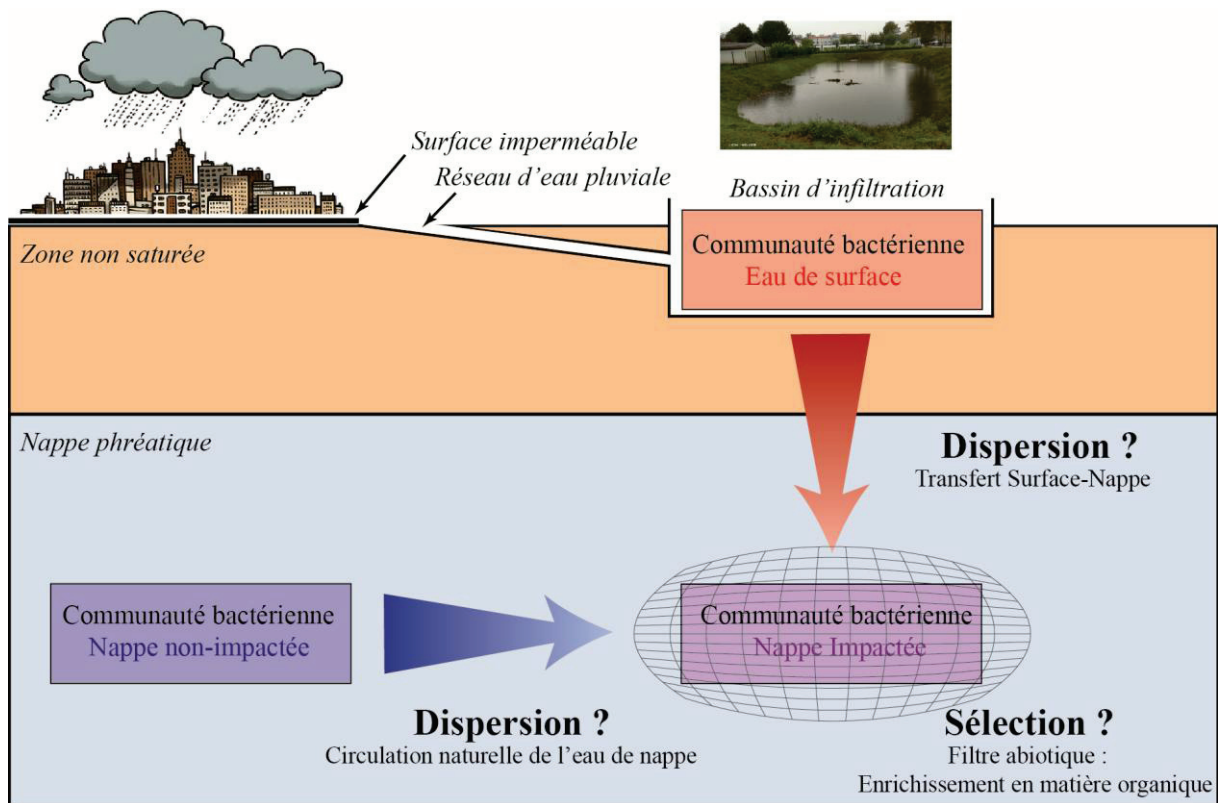 Surface imperméable
Réseau d'eau pluviale
Bassin d'infiltration
Zone non saturée
Communauté bactérienne
Eau de surface
Nappe phréatique
Dispersion ?
Transfert Surface-Nappe
Communauté bactérienne
Nappe non-impactée
Communauté bactérienne
Nappe Impactée
Dispersion ?
Circulation naturelle de l'eau de nappe
Sélection ?
Filtre abiotique :
Enrichissement en matière organique